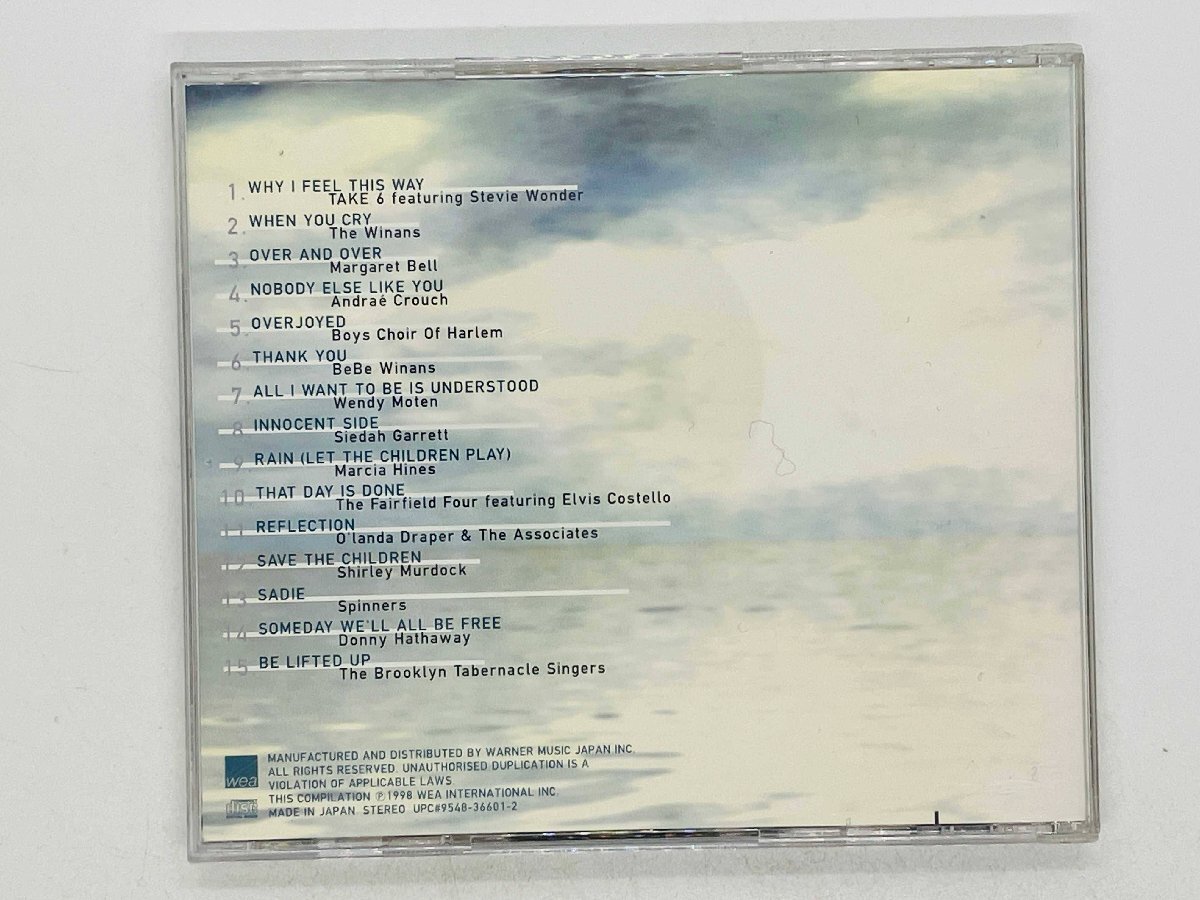 1. WHY I FEEL THIS WAY
TAKE 6 featuring Stevie Wonder
2. WHEN YOU CRY
The Winans
3. OVER AND OVER
Margaret Bell
4. NOBODY ELSE LIKE YOU
Andraé Crouch
5. OVERJOYED
Boys Choir Of Harlem
6. THANK YOU
BeBe Winans
7. ALL I WANT TO BE IS UNDERSTOOD
Wendy Moten
8. INNOCENT SIDE
Siedah Garrett
9. RAIN (LET THE CHILDREN PLAY)
Marcia Hines
10. THAT DAY IS DONE
The Fairfield Four featuring Elvis Costello
11. REFLECTION
O'landa Draper & The Associates
12. SAVE THE CHILDREN
Shirley Murdock
13. SADIE
Spinners
14. SOMEDAY WE'LL ALL BE FREE
Donny Hathaway
15. BE LIFTED UP
The Brooklyn Tabernacle Singers
wea
MANUFACTURED AND DISTRIBUTED BY WARNER MUSIC JAPAN INC.
ALL RIGHTS RESERVED. UNAUTHORISED DUPLICATION IS A
VIOLATION OF APPLICABLE LAWS.
THIS COMPILATION ℗1998 WEA INTERNATIONAL INC.
disc
MADE IN JAPAN. STEREO UPC#9548-36601-2